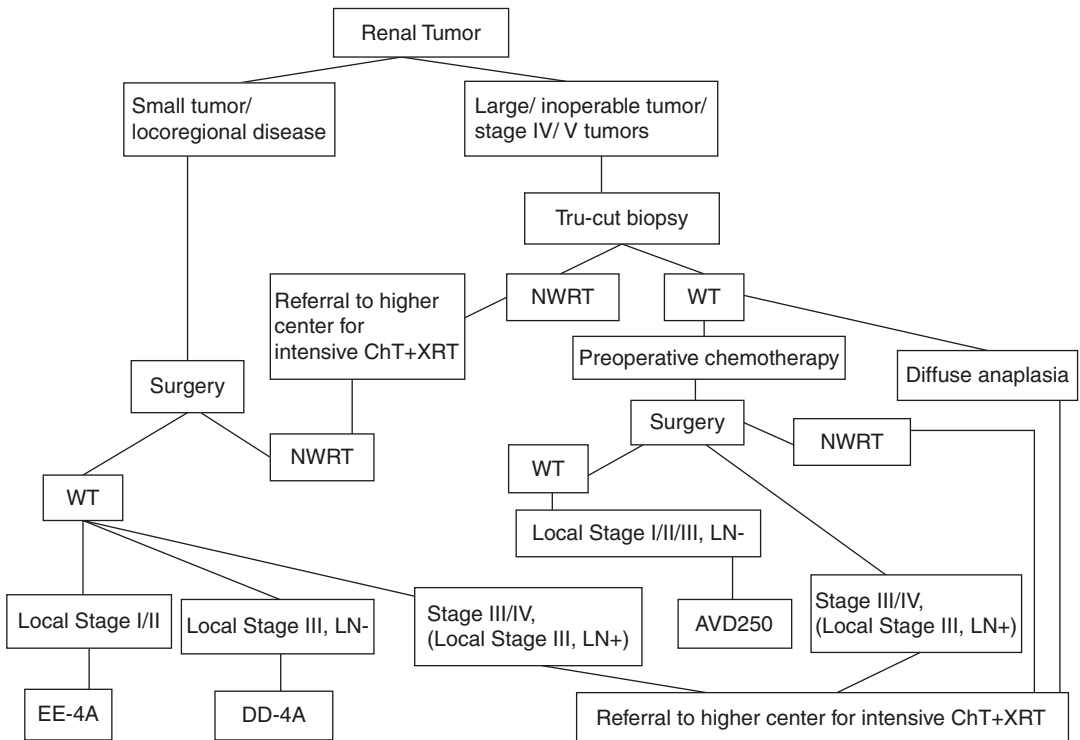 Renal Tumor
Small tumor/
locoregional disease
Large/ inoperable tumor/
stage IV/ V tumors
Tru-cut biopsy
Referral to higher
center for
intensive ChT+XRT
NWRT
WT
Preoperative chemotherapy
Diffuse anaplasia
Surgery
Surgery
NWRT
NWRT
WT
WT
Local Stage I/II/III, LN-
Local Stage I/II
Local Stage III, LN-
Stage III/IV,
(Local Stage III, LN+)
AVD250
Stage III/IV,
(Local Stage III, LN+)
EE-4A
DD-4A
Referral to higher center for intensive ChT+XRT